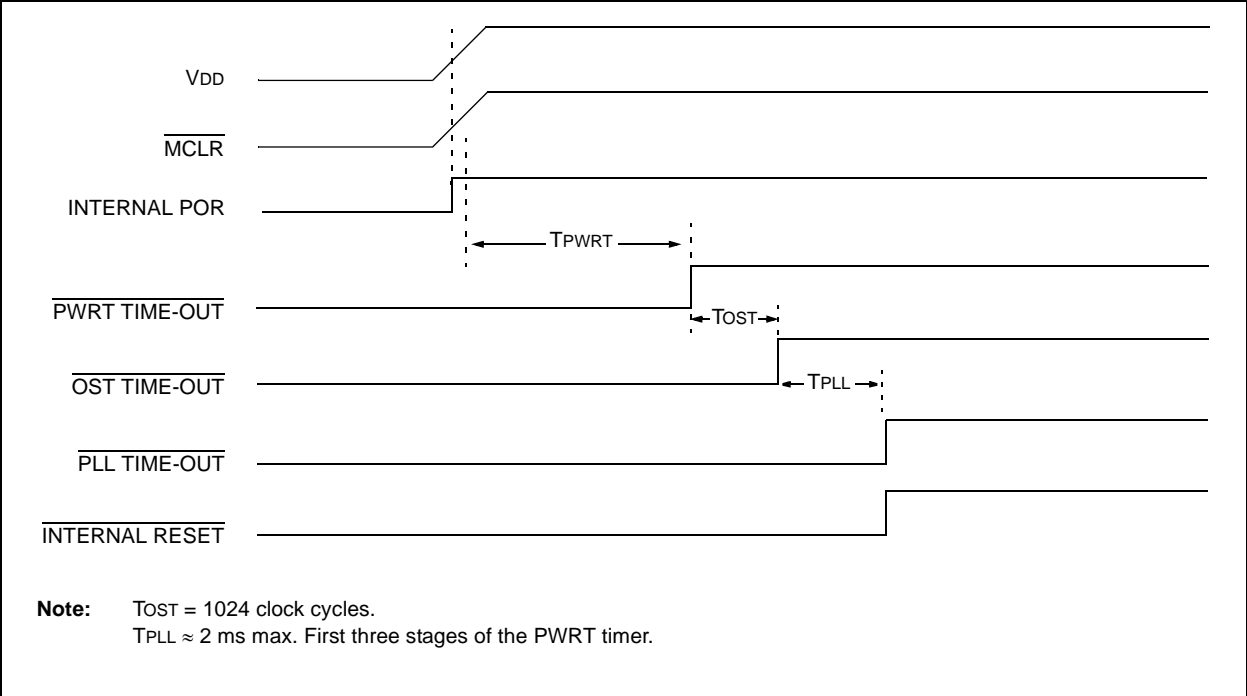 VDD
MCLR
INTERNAL POR
TPWRT
PWRT TIME-OUT
TOST
OST TIME-OUT
TPLL
PLL TIME-OUT
INTERNAL RESET
Note: TOST = 1024 clock cycles.
TPLL ≈ 2 ms max. First three stages of the PWRT timer.